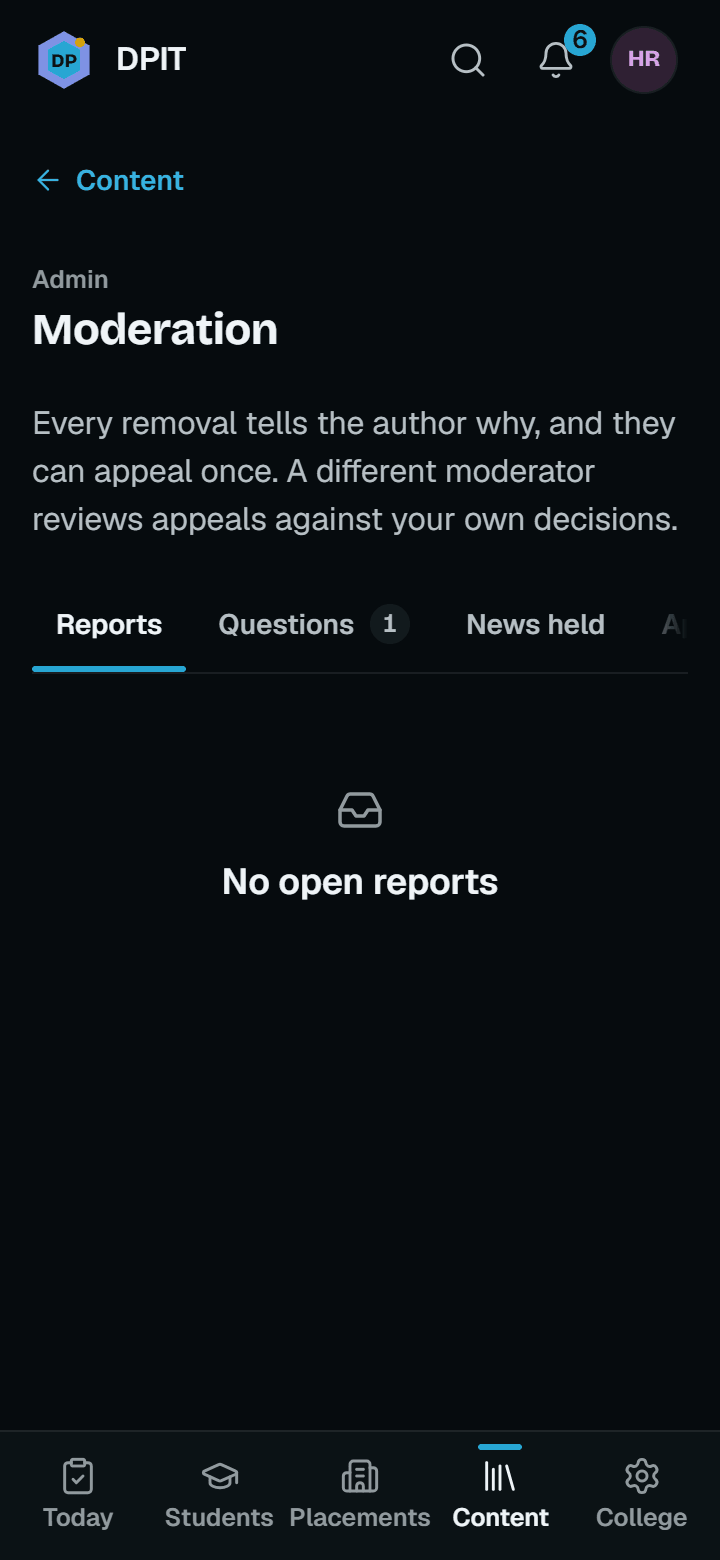 DP
DPIT
6
HR
Content
Admin
Moderation
Every removal tells the author why, and they
can appeal once. A different moderator
reviews appeals against your own decisions.
Reports
Questions 1
News held
No open reports
Today
Students
Placements
Content
College